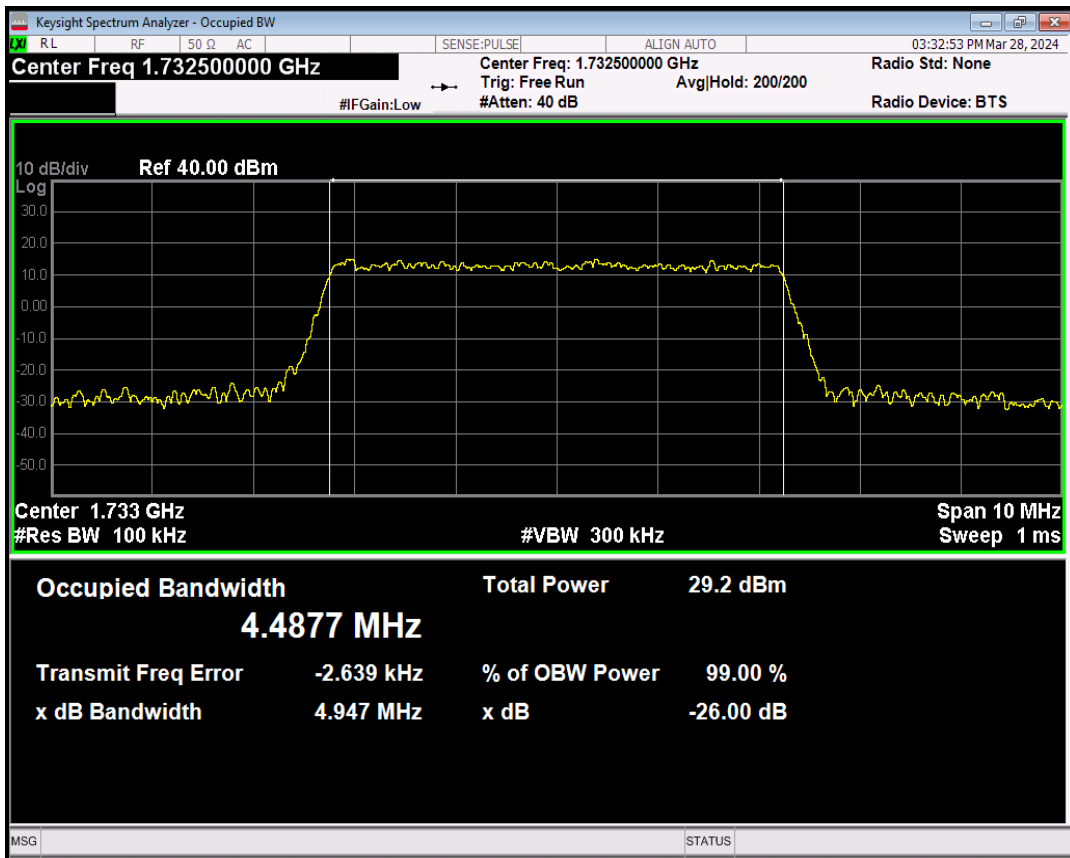 Keysight Spectrum Analyzer - Occupied BW
LXI RL RF 50 Ω AC SENSE:PULSE ALIGN AUTO 03:32:53 PM Mar 28, 2024
Center Freq 1.732500000 GHz Center Freq: 1.732500000 GHz Radio Std: None
Trig: Free Run Avg|Hold: 200/200
#IFGain:Low #Atten: 40 dB Radio Device: BTS
10 dB/div Ref 40.00 dBm
Log
30.0
20.0
10.0
0.00
-10.0
-20.0
-30.0
-40.0
-50.0
Center 1.733 GHz Span 10 MHz
#Res BW 100 kHz #VBW 300 kHz Sweep 1 ms
Occupied Bandwidth Total Power 29.2 dBm
4.4877 MHz
Transmit Freq Error -2.639 kHz % of OBW Power 99.00 %
x dB Bandwidth 4.947 MHz x dB -26.00 dB
MSG STATUS